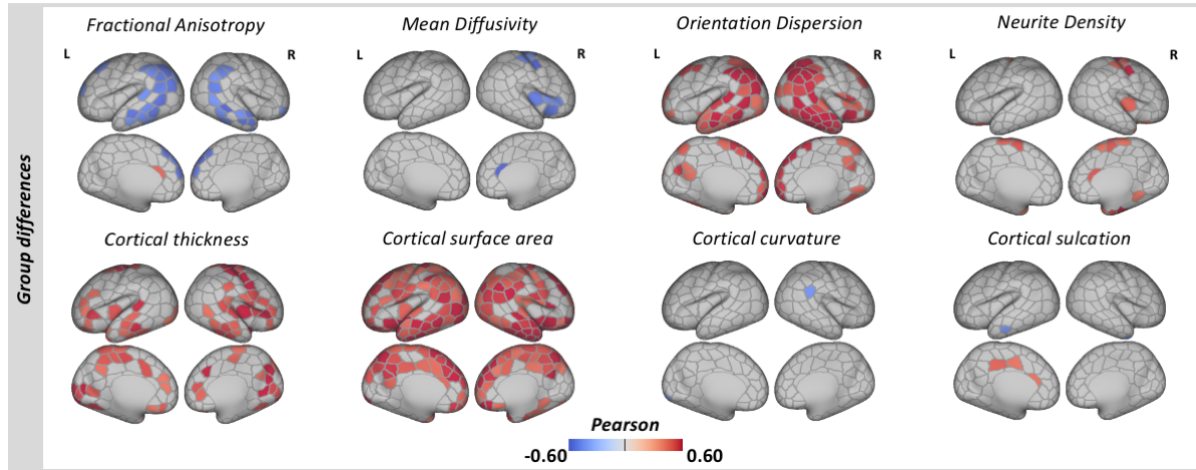 Fractional Anisotropy
Mean Diffusivity
Orientation Dispersion
Neurite Density
L
R
L
R
L
R
L
R
Group differences
Cortical thickness
Cortical surface area
Cortical curvature
Cortical sulcation
Pearson
-0.60
0.60